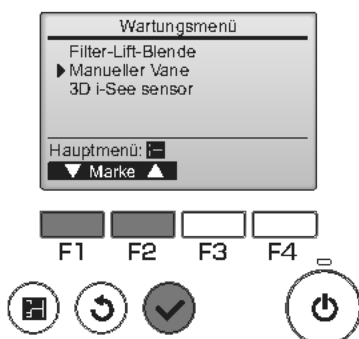 Wartungsmenü
Filter-Lift-Blende
Manueller Vane
3D i-See sensor
Hauptmenü:
Marke
F1 F2 F3 F4